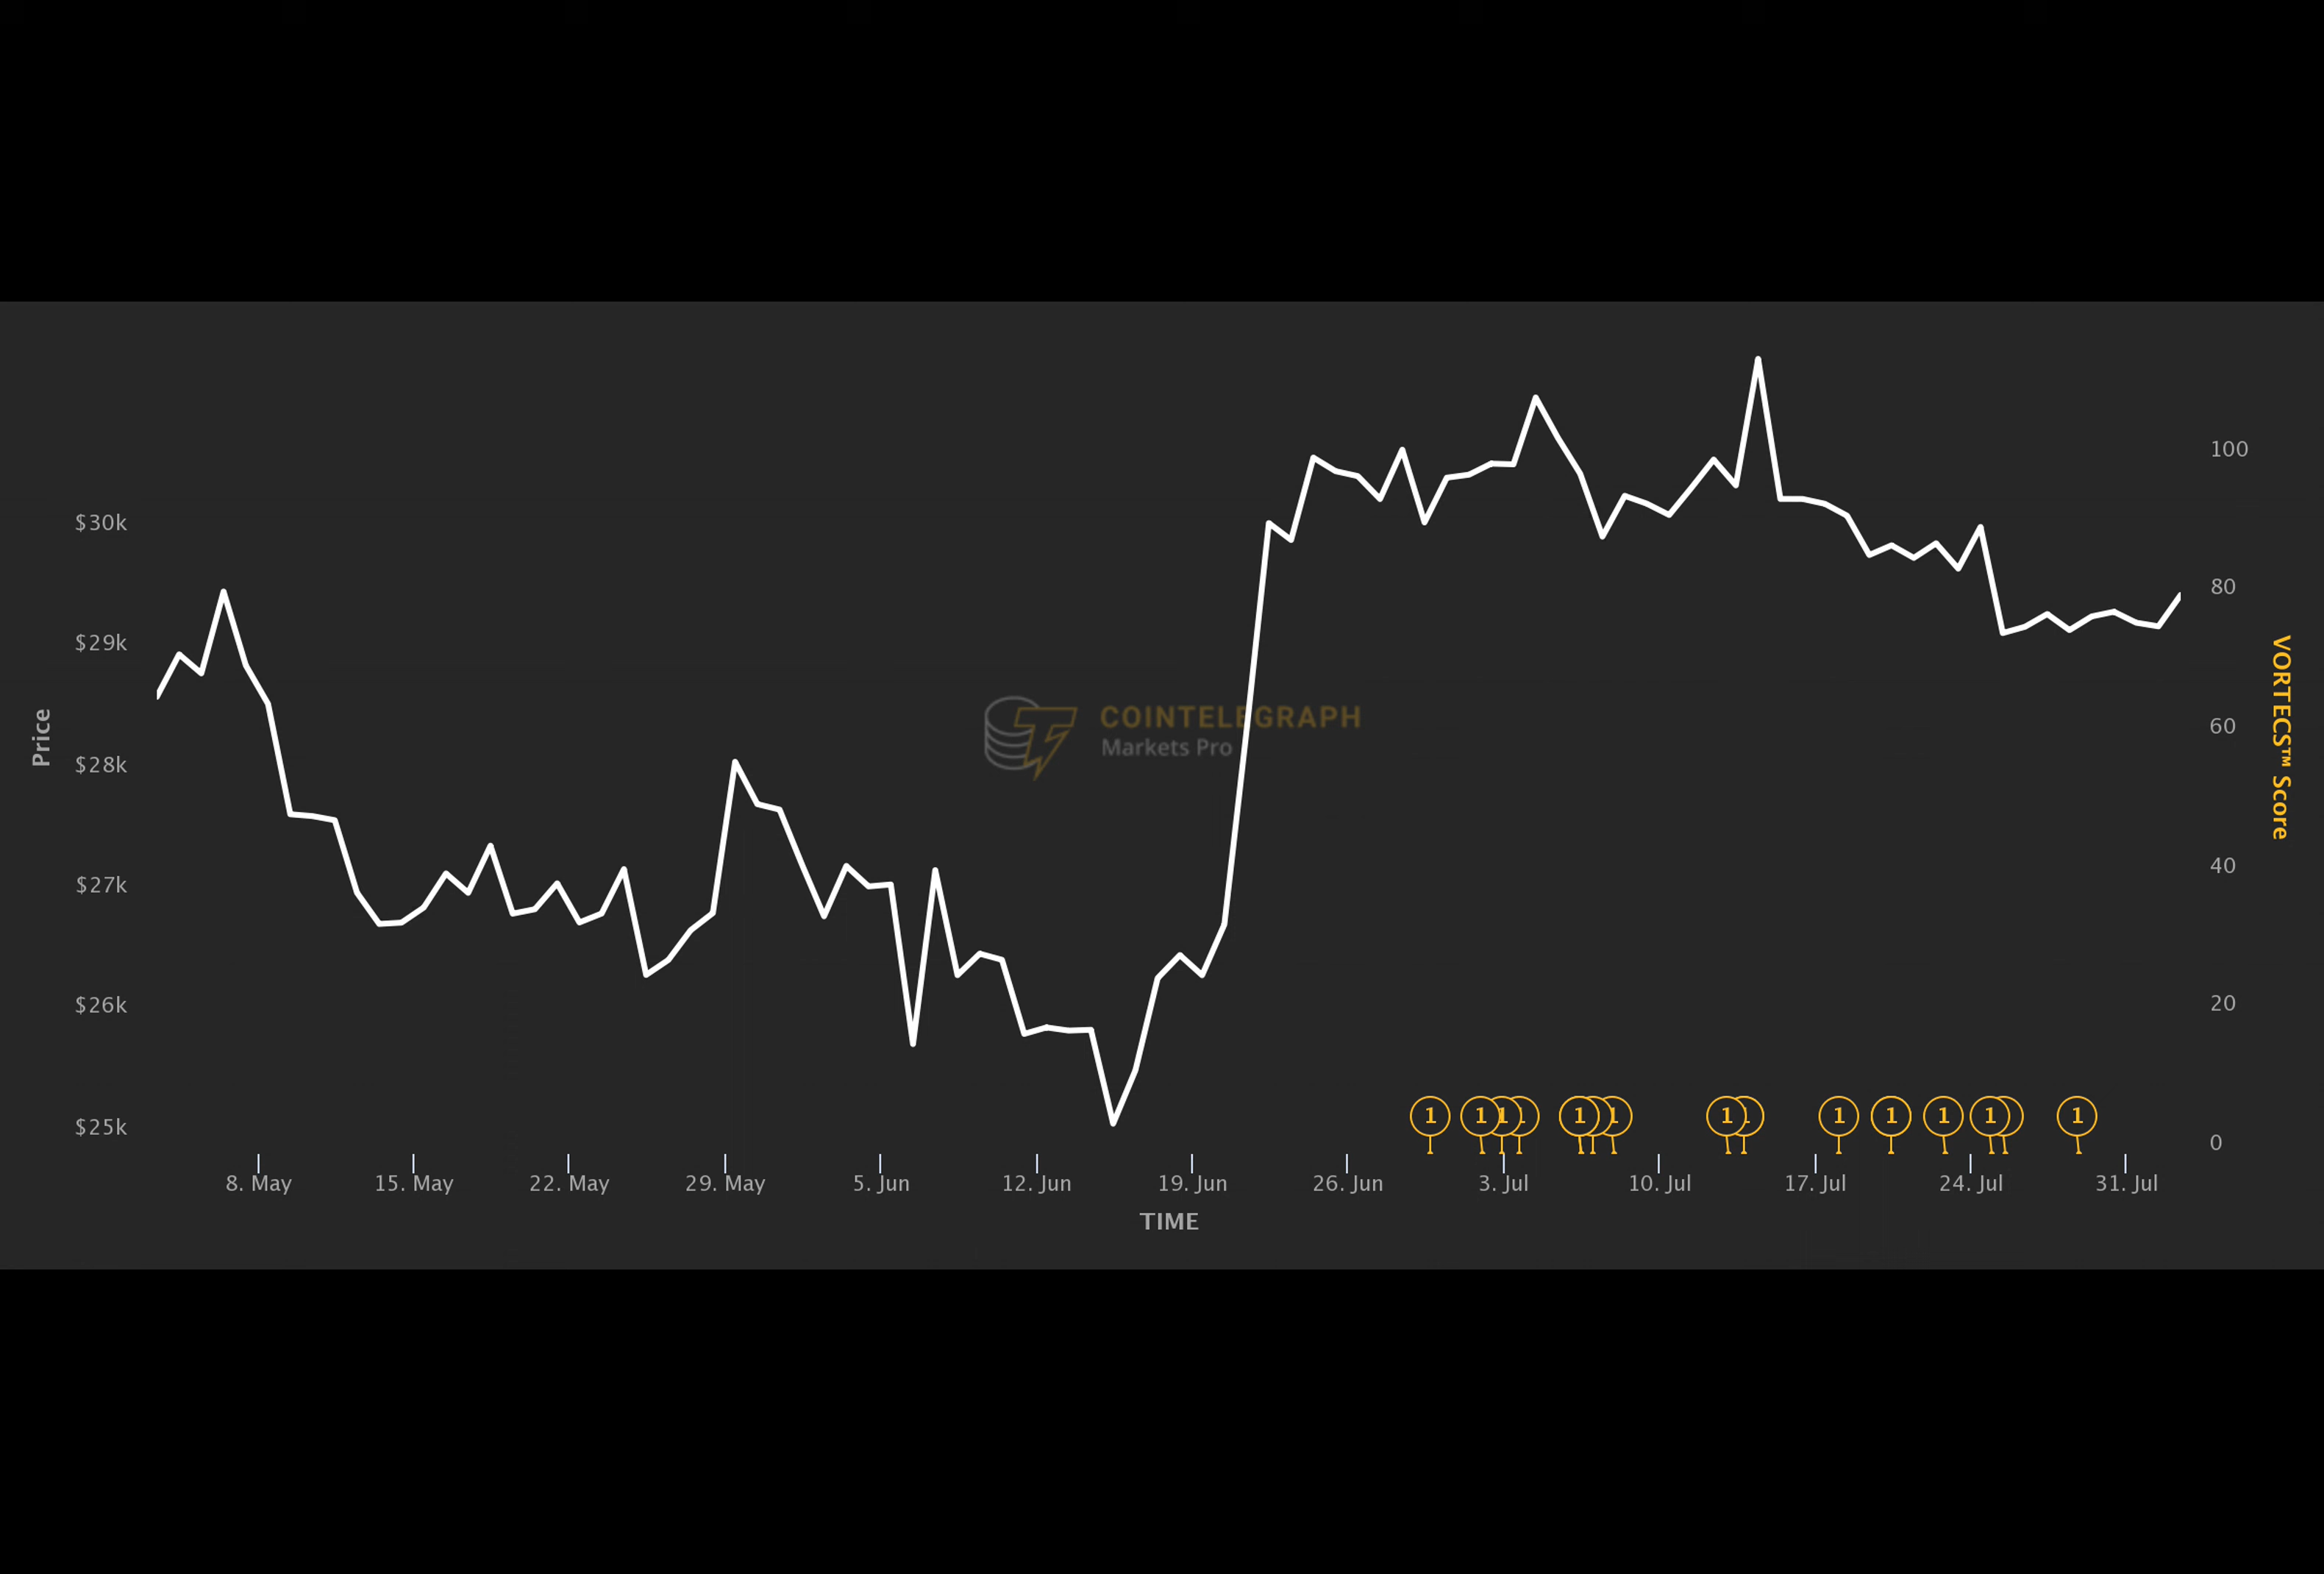 100
$30k
80
$29k
VORTECS™ Score
Price
COINTELEGRAPH
Markets Pro
60
$28k
40
$27k
20
$26k
$25k
1 1 1 1 1 1 1 1 1 1 1 1 1
0
8. May 15. May 22. May 29. May 5. Jun 12. Jun 19. Jun 26. Jun 3. Jul 10. Jul 17. Jul 24. Jul 31. Jul
TIME